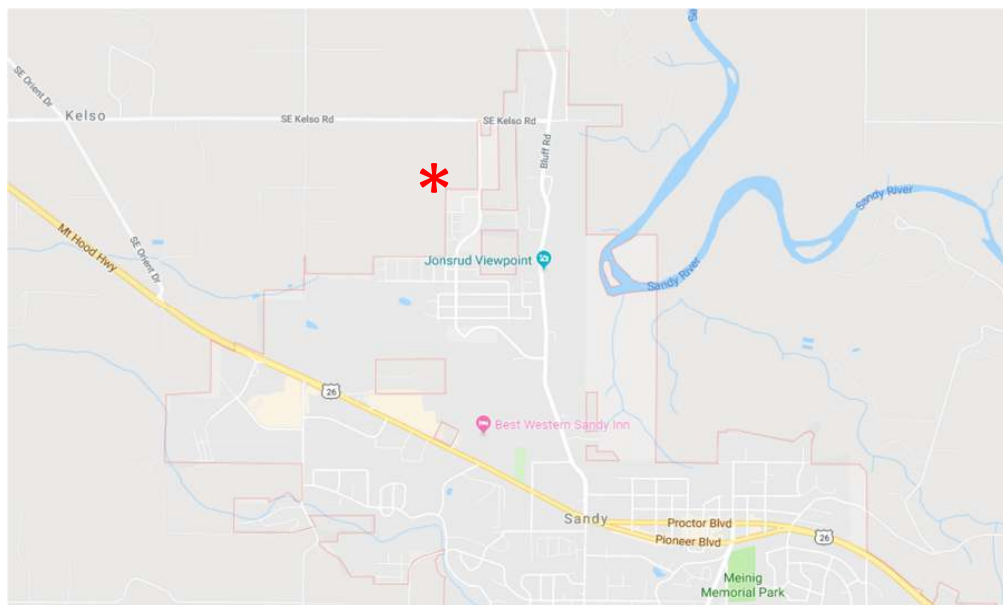 Sa
SE Orient Dr
Kelso
SE Kelso Rd
SE Kelso Rd
Bluff Rd
*
Sandy River
Mt Hood Hwy
SE Orient Dr
Jonsrud Viewpoint
Sandy River
26
Best Western Sandy Inn
Sandy
Proctor Blvd
Pioneer Blvd
26
Meinig
Memorial Park